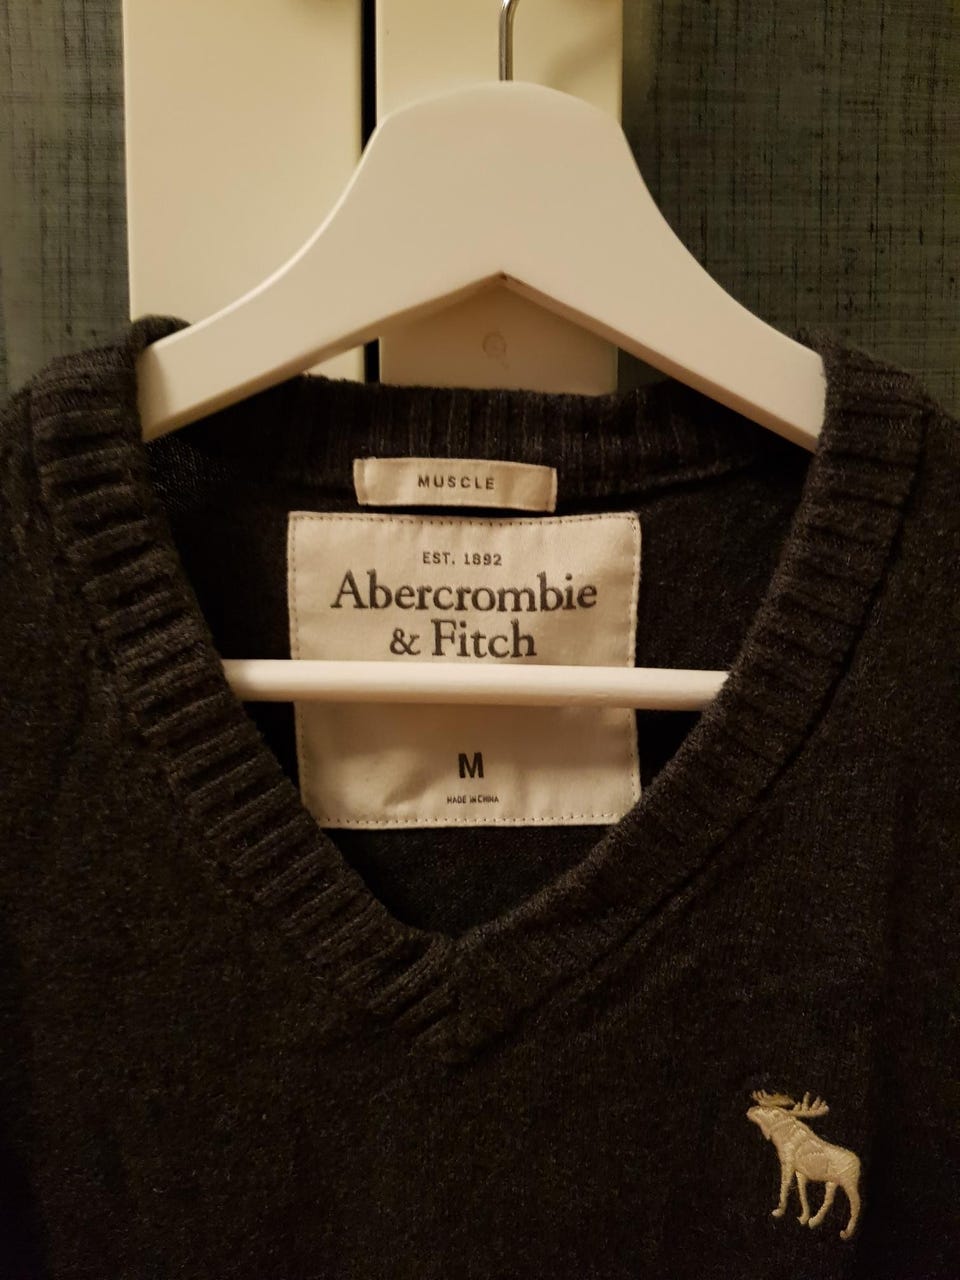 MUSCLE
EST. 1892
Abercrombie
& Fitch
M
MADE IN CHINA